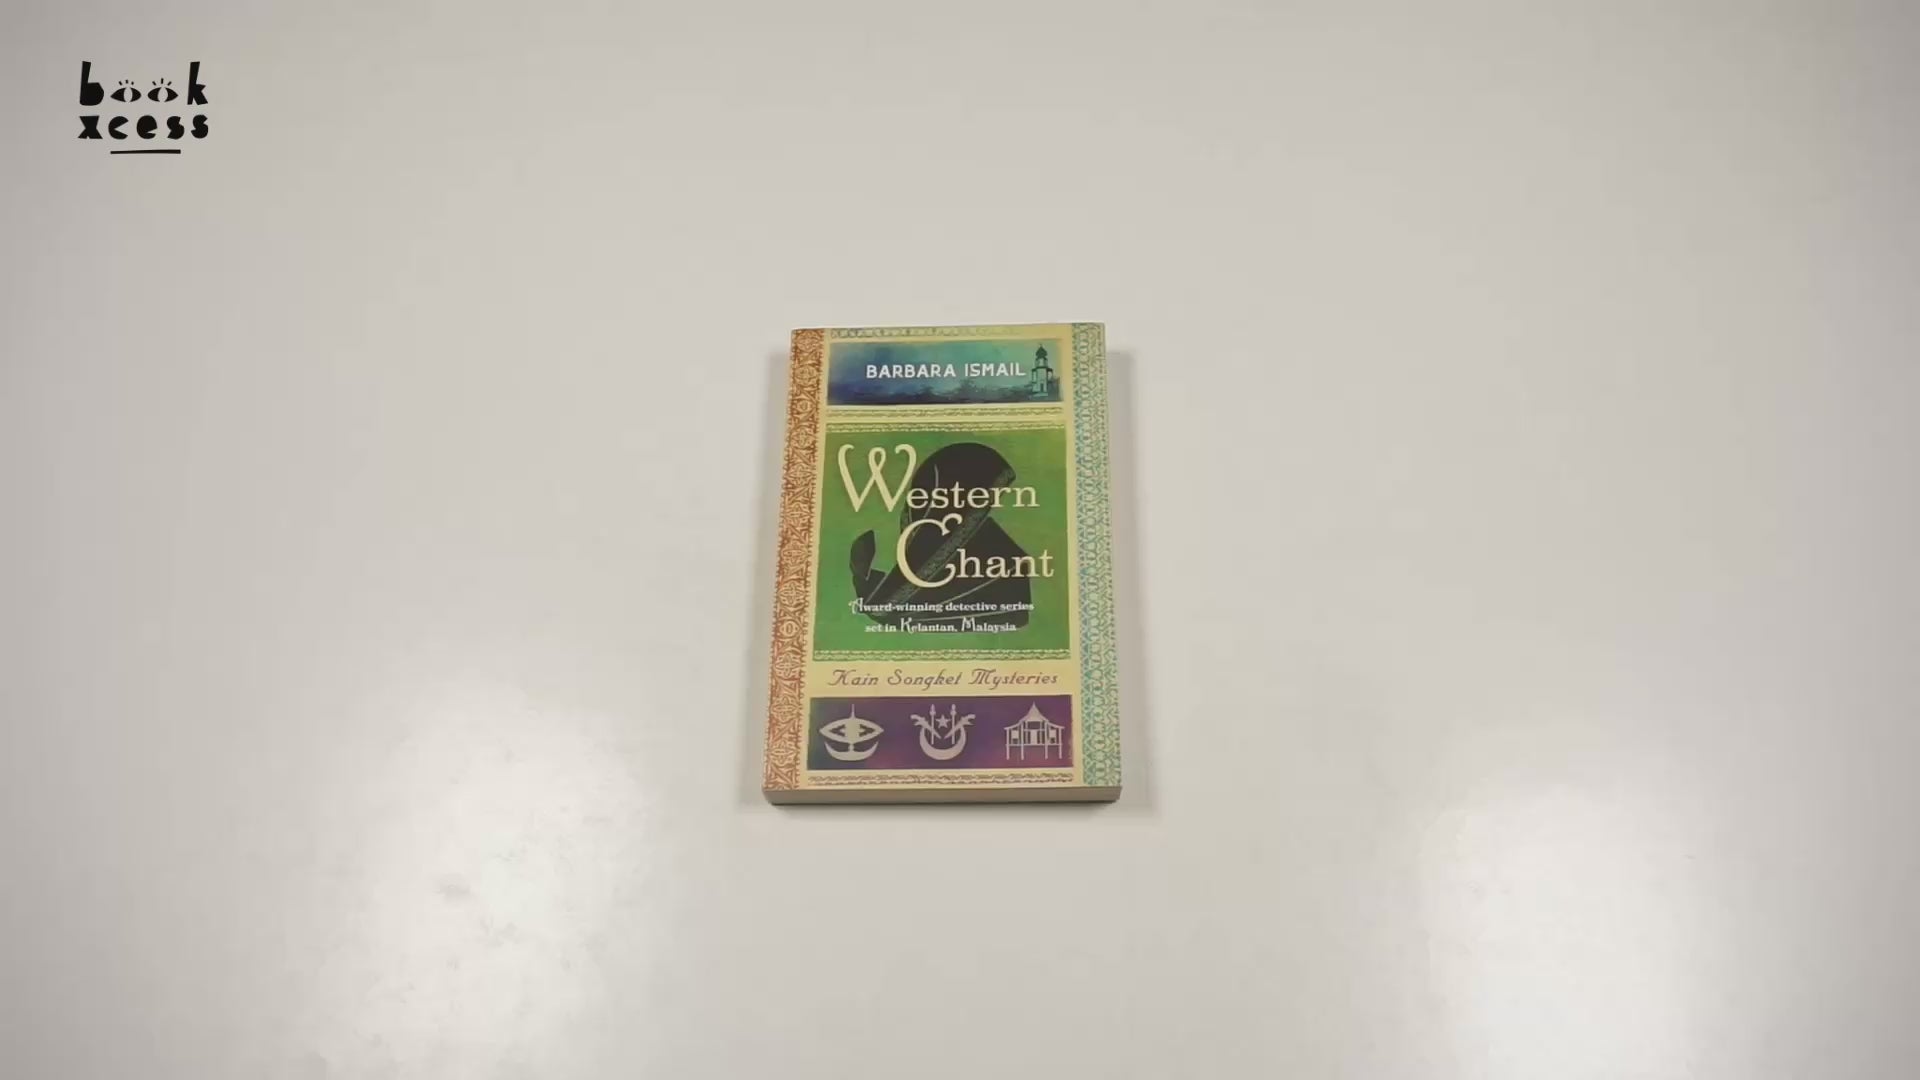 book
xcess
BARBARA ISMAIL
Western
Chant
Award-winning detective series
set in Kelantan, Malaysia
Kain Songket Mysteries